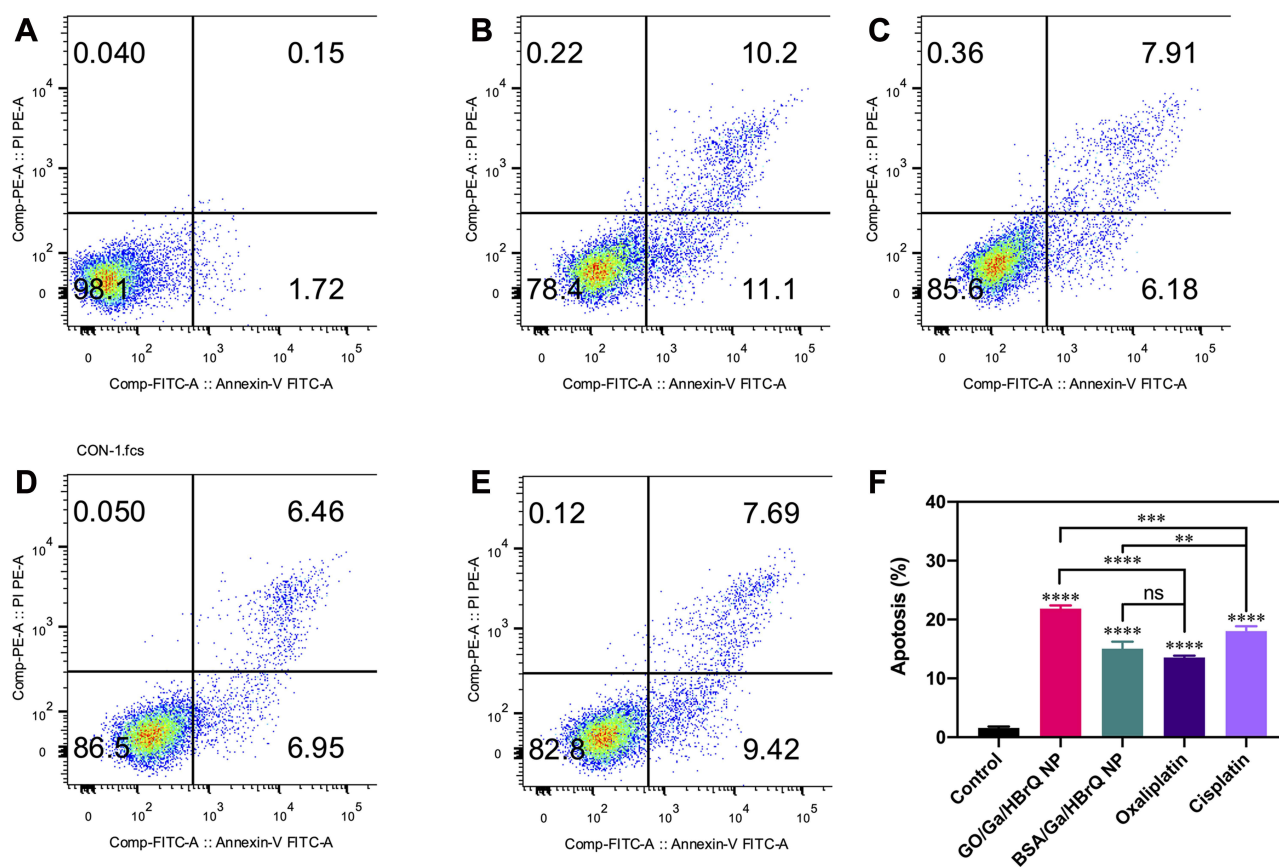 A
0.040 0.15
98.1 1.72
Comp-PE-A :: PI PE-A
10^4
10^3
10^2
0
0 10^2 10^3 10^4 10^5
Comp-FITC-A :: Annexin-V FITC-A
B
0.22 10.2
78.4 11.1
Comp-PE-A :: PI PE-A
10^4
10^3
10^2
0
0 10^2 10^3 10^4 10^5
Comp-FITC-A :: Annexin-V FITC-A
C
0.36 7.91
85.6 6.18
Comp-PE-A :: PI PE-A
10^4
10^3
10^2
0
0 10^2 10^3 10^4 10^5
Comp-FITC-A :: Annexin-V FITC-A
CON-1.fcs
D
0.050 6.46
86.5 6.95
Comp-PE-A :: PI PE-A
10^4
10^3
10^2
0
0 10^2 10^3 10^4 10^5
Comp-FITC-A :: Annexin-V FITC-A
E
0.12 7.69
82.8 9.42
Comp-PE-A :: PI PE-A
10^4
10^3
10^2
0
0 10^2 10^3 10^4 10^5
Comp-FITC-A :: Annexin-V FITC-A
F
Apotosis (%)
40
30
20
10
0
***
**
****
ns
****
****
****
****
Control
GO/Ga/HBrQ NP
BSA/Ga/HBrQ NP
Oxaliplatin
Cisplatin